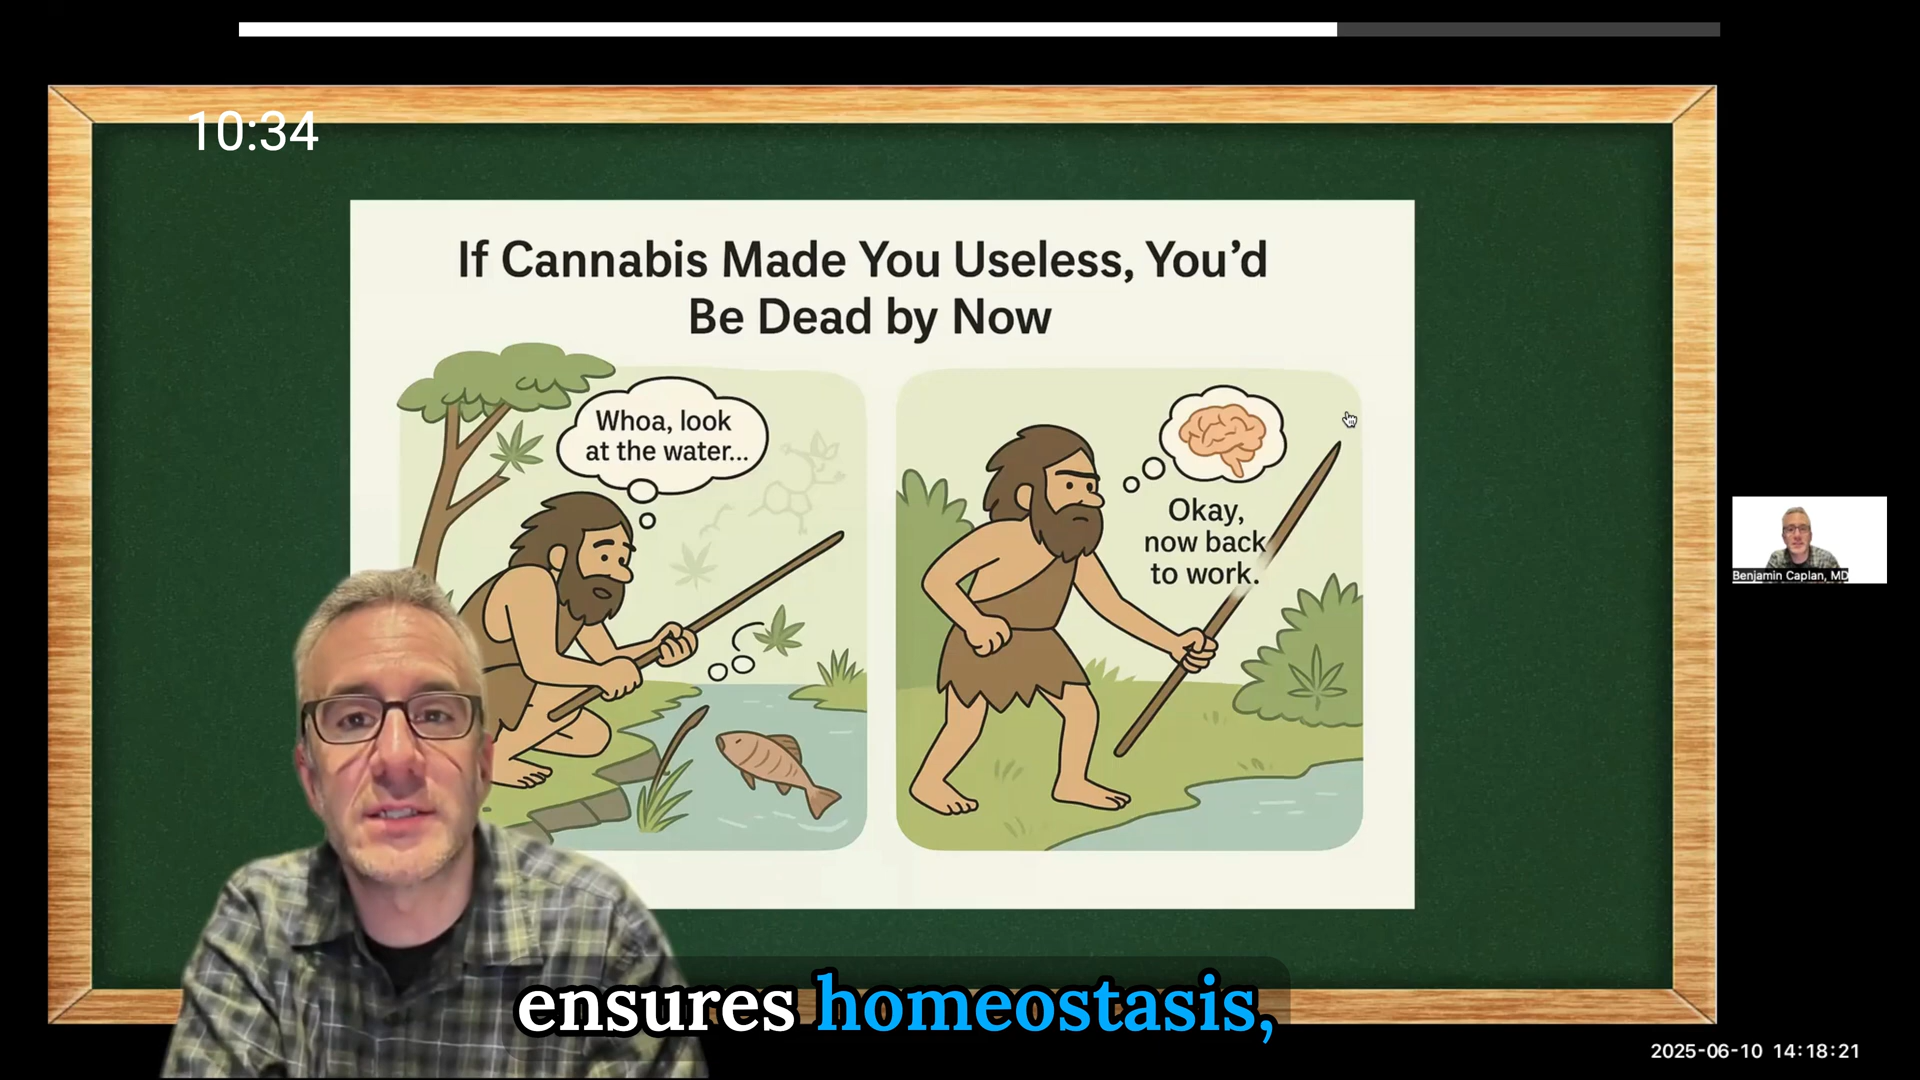 10:34
If Cannabis Made You Useless, You’d
Be Dead by Now
Whoa, look
at the water...
Okay,
now back
to work.
Benjamin Caplan, MD
ensures homeostasis,
2025-06-10 14:18:21